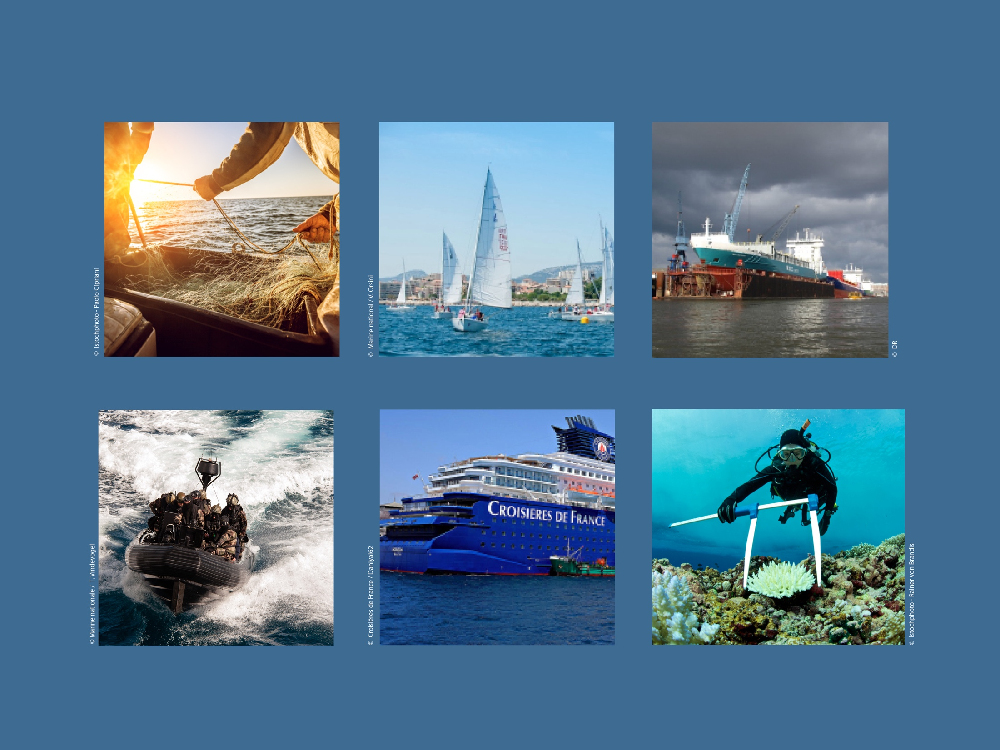 © istochphoto - Paolo Cipriani
© Marine national / V. Orsini
© DR
© Marine nationale / T. Vindevogel
© Croisières de France / Daniyal62
CROISIERES DE FRANCE
© istochphoto - Rainer von Brandis